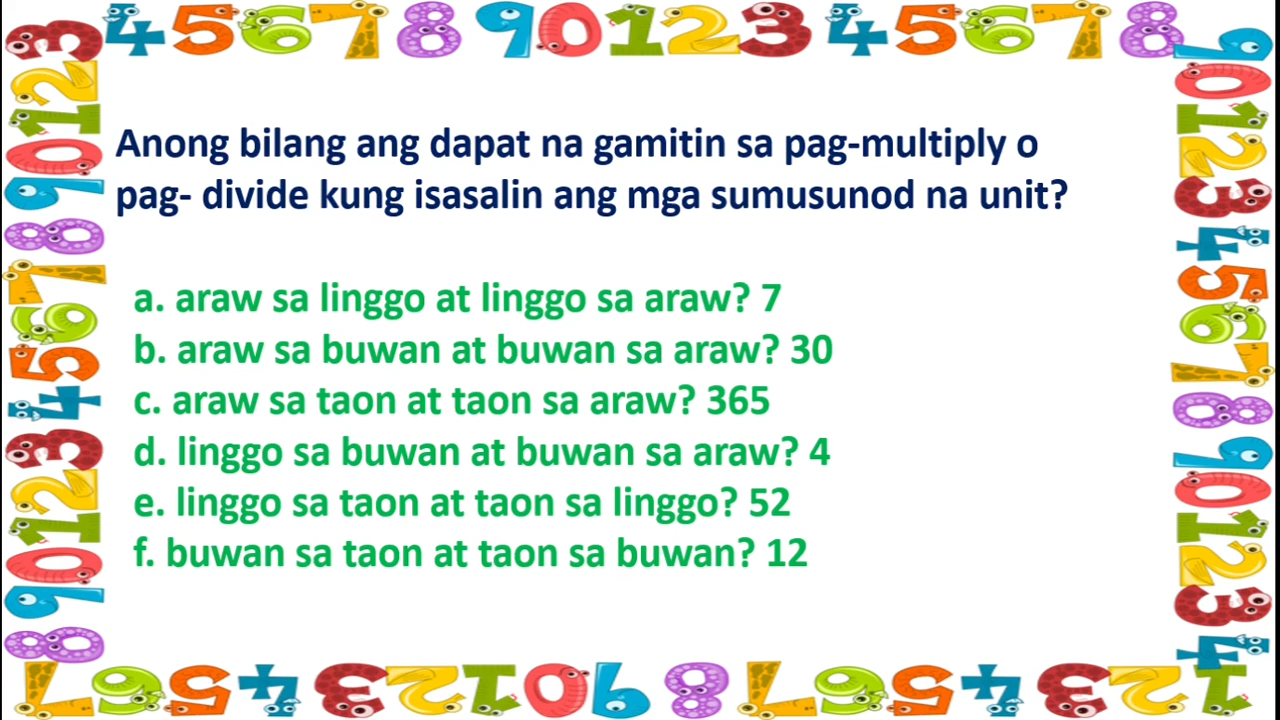 Anong bilang ang dapat na gamitin sa pag-multiply o
pag- divide kung isasalin ang mga sumusunod na unit?
a. araw sa linggo at linggo sa araw? 7
b. araw sa buwan at buwan sa araw? 30
c. araw sa taon at taon sa araw? 365
d. linggo sa buwan at buwan sa araw? 4
e. linggo sa taon at taon sa linggo? 52
f. buwan sa taon at taon sa buwan? 12